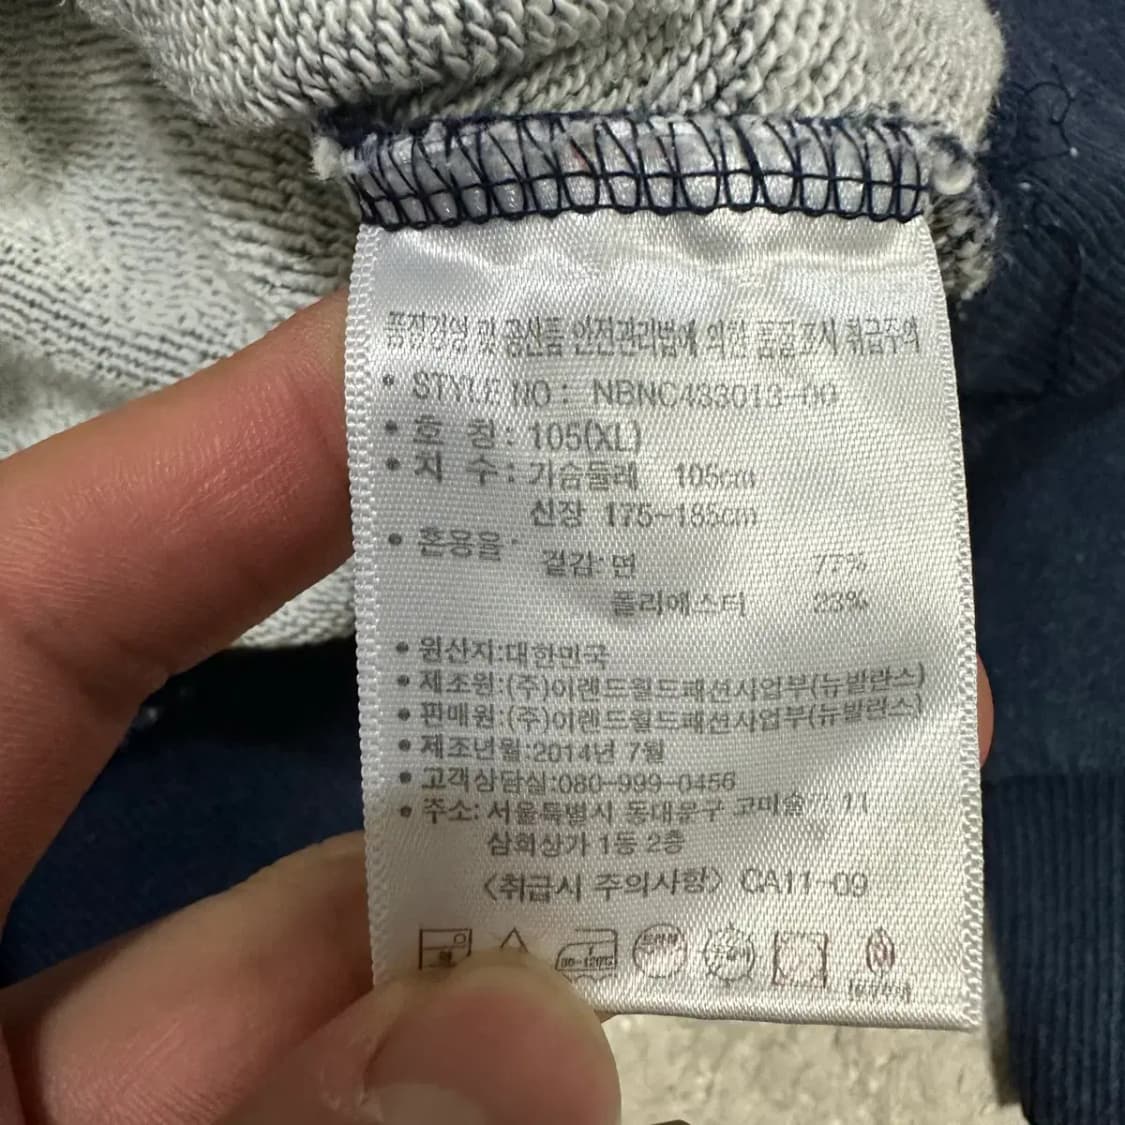 품질경영 및 공산품 안전관리법에 의한 품질표시 취급주의
• STYLE NO : NBNC433013-00
• 호 칭 : 105(XL)
• 치 수 : 가슴둘레 105cm
신장 175~185cm
• 혼용율 :
겉감: 면 77%
폴리에스터 23%
• 원산지:대한민국
• 제조원:(주)이랜드월드패션사업부(뉴발란스)
• 판매원:(주)이랜드월드패션사업부(뉴발란스)
• 제조년월:2014년 7월
• 고객상담실:080-999-0456
• 주소: 서울특별시 동대문구 고미술로 11
삼희상가 1동 2층
<취급시 주의사항> CA11-09
80~120℃ 드라이